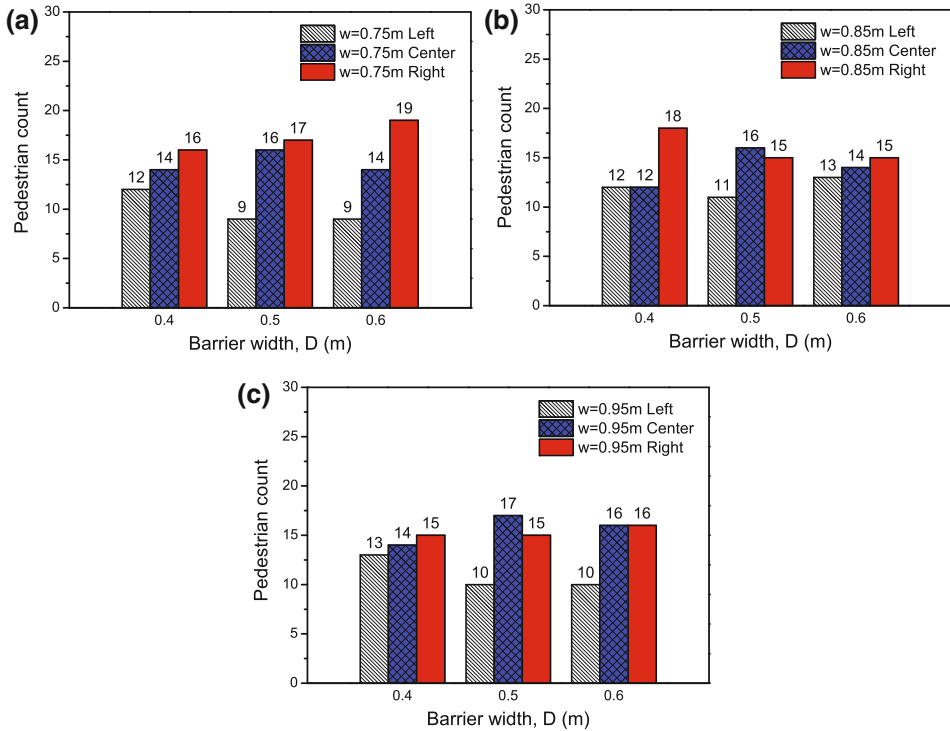 (a)
30
25
20
15
10
5
0
Pedestrian count
w=0.75m Left
w=0.75m Center
w=0.75m Right
12 14 16
9 16 17
9 14 19
0.4 0.5 0.6
Barrier width, D (m)
(b)
30
25
20
15
10
5
0
Pedestrian count
w=0.85m Left
w=0.85m Center
w=0.85m Right
12 12 18
11 16 15
13 14 15
0.4 0.5 0.6
Barrier width, D (m)
(c)
30
25
20
15
10
5
0
Pedestrian count
w=0.95m Left
w=0.95m Center
w=0.95m Right
13 14 15
10 17 15
10 16 16
0.4 0.5 0.6
Barrier width, D (m)